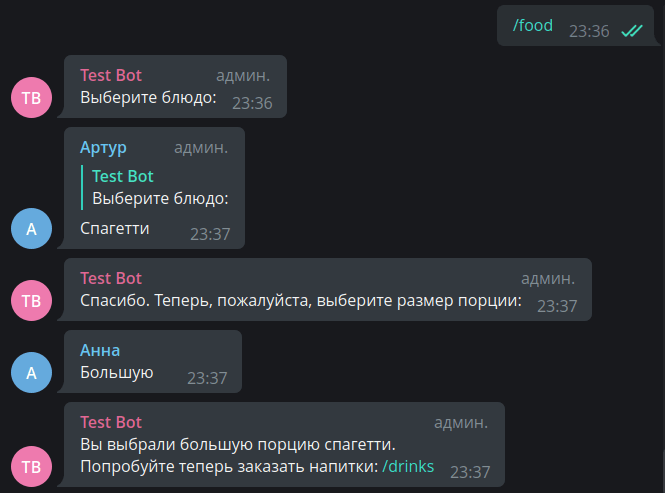 /food 23:36
Test Bot админ.
TB Выберите блюдо: 23:36
Артур админ.
Test Bot
Выберите блюдо:
А Спагетти 23:37
Test Bot админ.
TB Спасибо. Теперь, пожалуйста, выберите размер порции: 23:37
Анна
А Большую 23:37
Test Bot админ.
Вы выбрали большую порцию спагетти.
TB Попробуйте теперь заказать напитки: /drinks 23:37